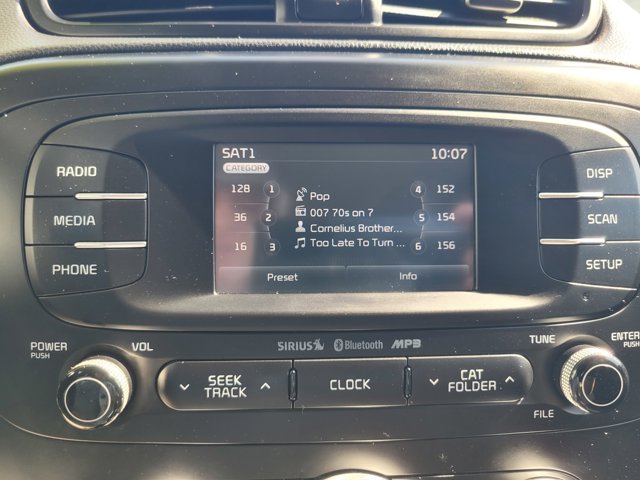 SAT1 10:07
CATEGORY
128 1 Pop 4 152
36 2 007 70s on 7 5 154
Cornelius Brother...
16 3 Too Late To Turn ... 6 156
Preset Info
RADIO
MEDIA
PHONE
DISP
SCAN
SETUP
POWER PUSH VOL
SIRIUS Bluetooth MP3
TUNE ENTER PUSH
SEEK TRACK
CLOCK
CAT FOLDER
FILE